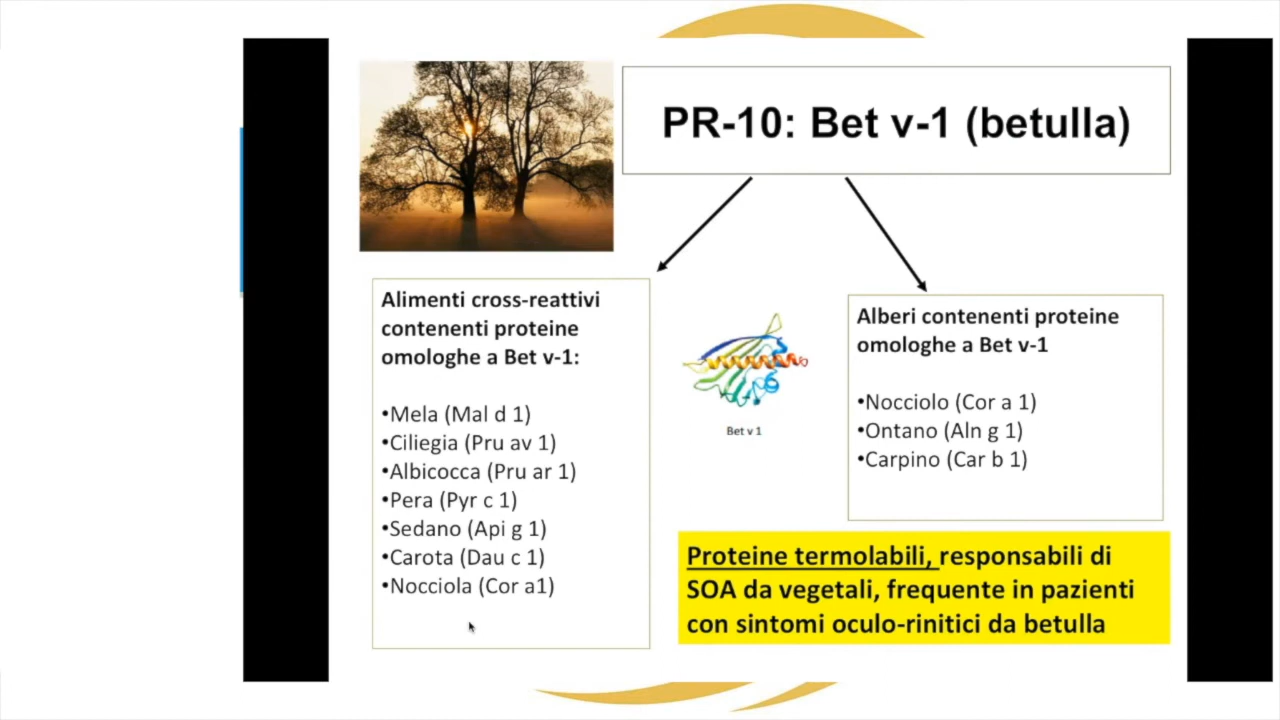 PR-10: Bet v-1 (betulla)
Alimenti cross-reattivi
contenenti proteine
omologhe a Bet v-1:
•Mela (Mal d 1)
•Ciliegia (Pru av 1)
•Albicocca (Pru ar 1)
•Pera (Pyr c 1)
•Sedano (Api g 1)
•Carota (Dau c 1)
•Nocciola (Cor a1)
Bet v 1
Alberi contenenti proteine
omologhe a Bet v-1
•Nocciolo (Cor a 1)
•Ontano (Aln g 1)
•Carpino (Car b 1)
Proteine termolabili, responsabili di
SOA da vegetali, frequente in pazienti
con sintomi oculo-rinitici da betulla